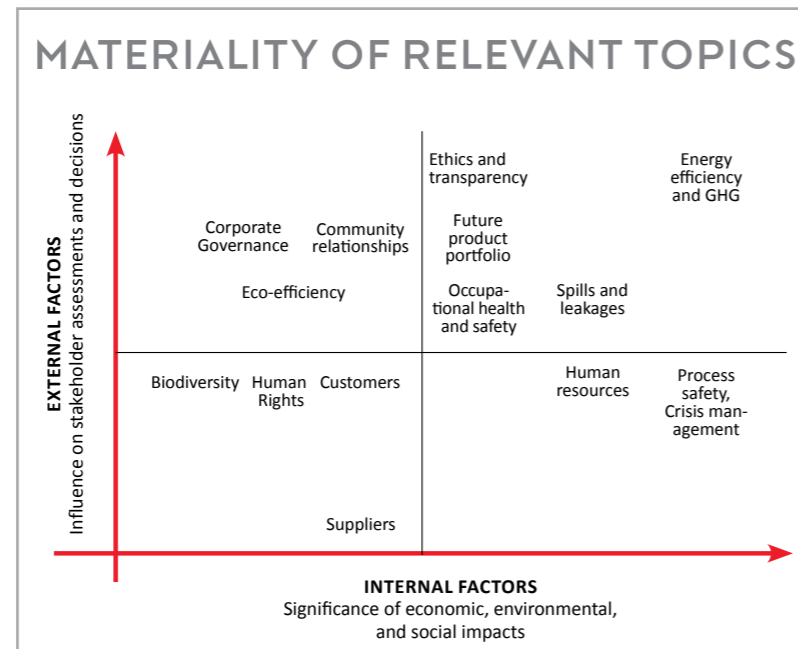 MATERIALITY OF RELEVANT TOPICS
EXTERNAL FACTORS
Influence on stakeholder assessments and decisions
Ethics and
transparency
Energy
efficiency
and GHG
Corporate
Governance
Community
relationships
Future
product
portfolio
Eco-efficiency
Occupa-
tional health
and safety
Spills and
leakages
Biodiversity
Human
Rights
Customers
Human
resources
Process
safety,
Crisis man-
agement
Suppliers
INTERNAL FACTORS
Significance of economic, environmental,
and social impacts